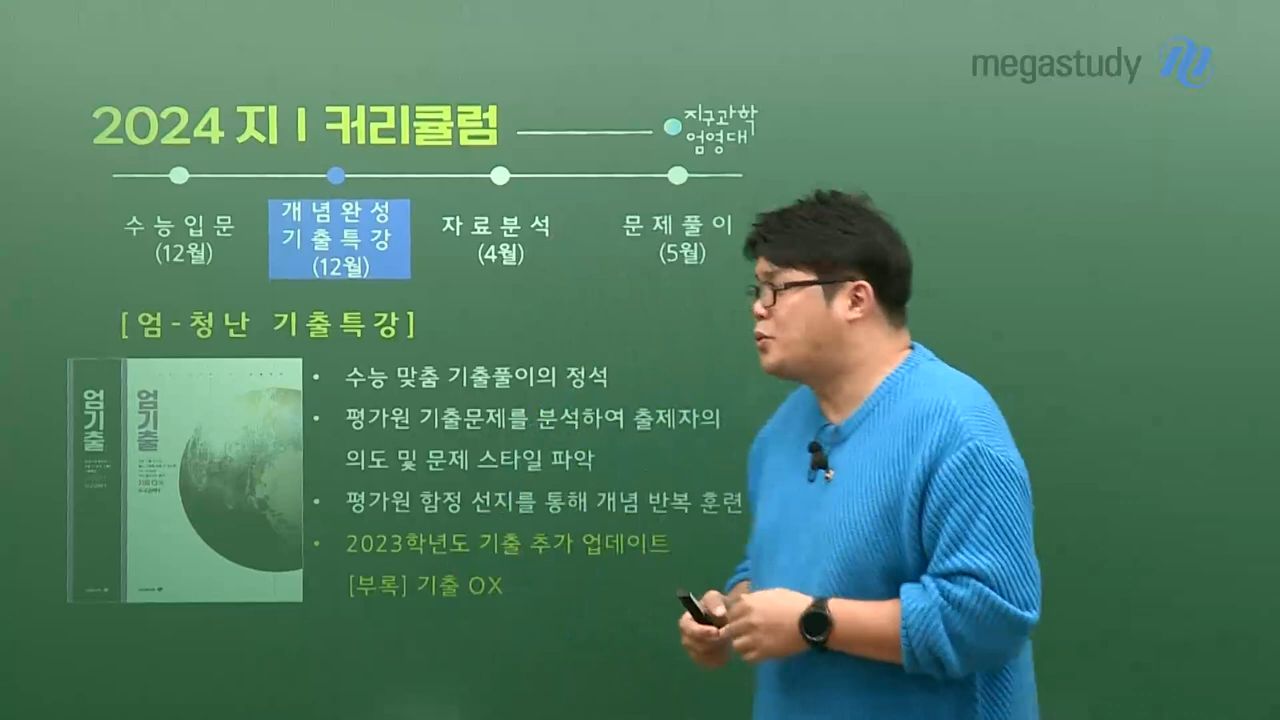 megastudy
2024 지Ⅰ 커리큘럼
지구과학
엄영대
수능입문
(12월)
개념완성
기출특강
(12월)
자료분석
(4월)
문제풀이
(5월)
[엄-청난 기출특강]
엄기출
엄기출
• 수능 맞춤 기출풀이의 정석
• 평가원 기출문제를 분석하여 출제자의
의도 및 문제 스타일 파악
• 평가원 함정 선지를 통해 개념 반복 훈련
• 2023학년도 기출 추가 업데이트
[부록] 기출 OX